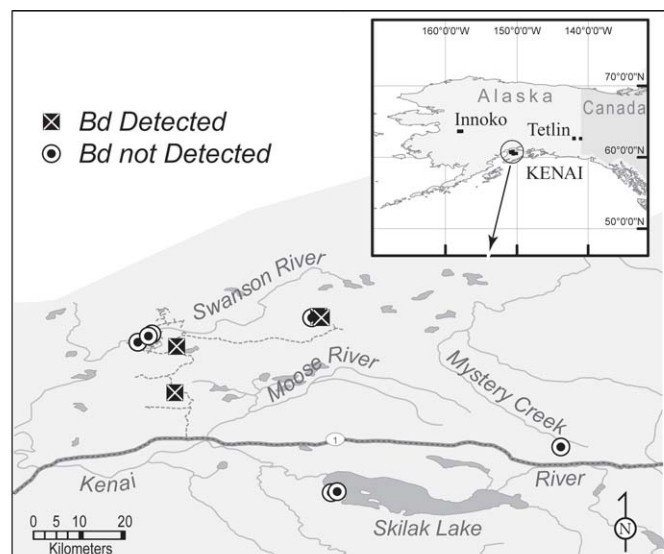 160°0'0"W 150°0'0"W 140°0'0"W
70°0'0"N
Alaska
Canada
Innoko
Tetlin
60°0'0"N
KENAI
50°0'0"N
Bd Detected
Bd not Detected
Swanson River
Moose River
Mystery Creek
1
Kenai
River
Skilak Lake
0 5 10 20
Kilometers
N